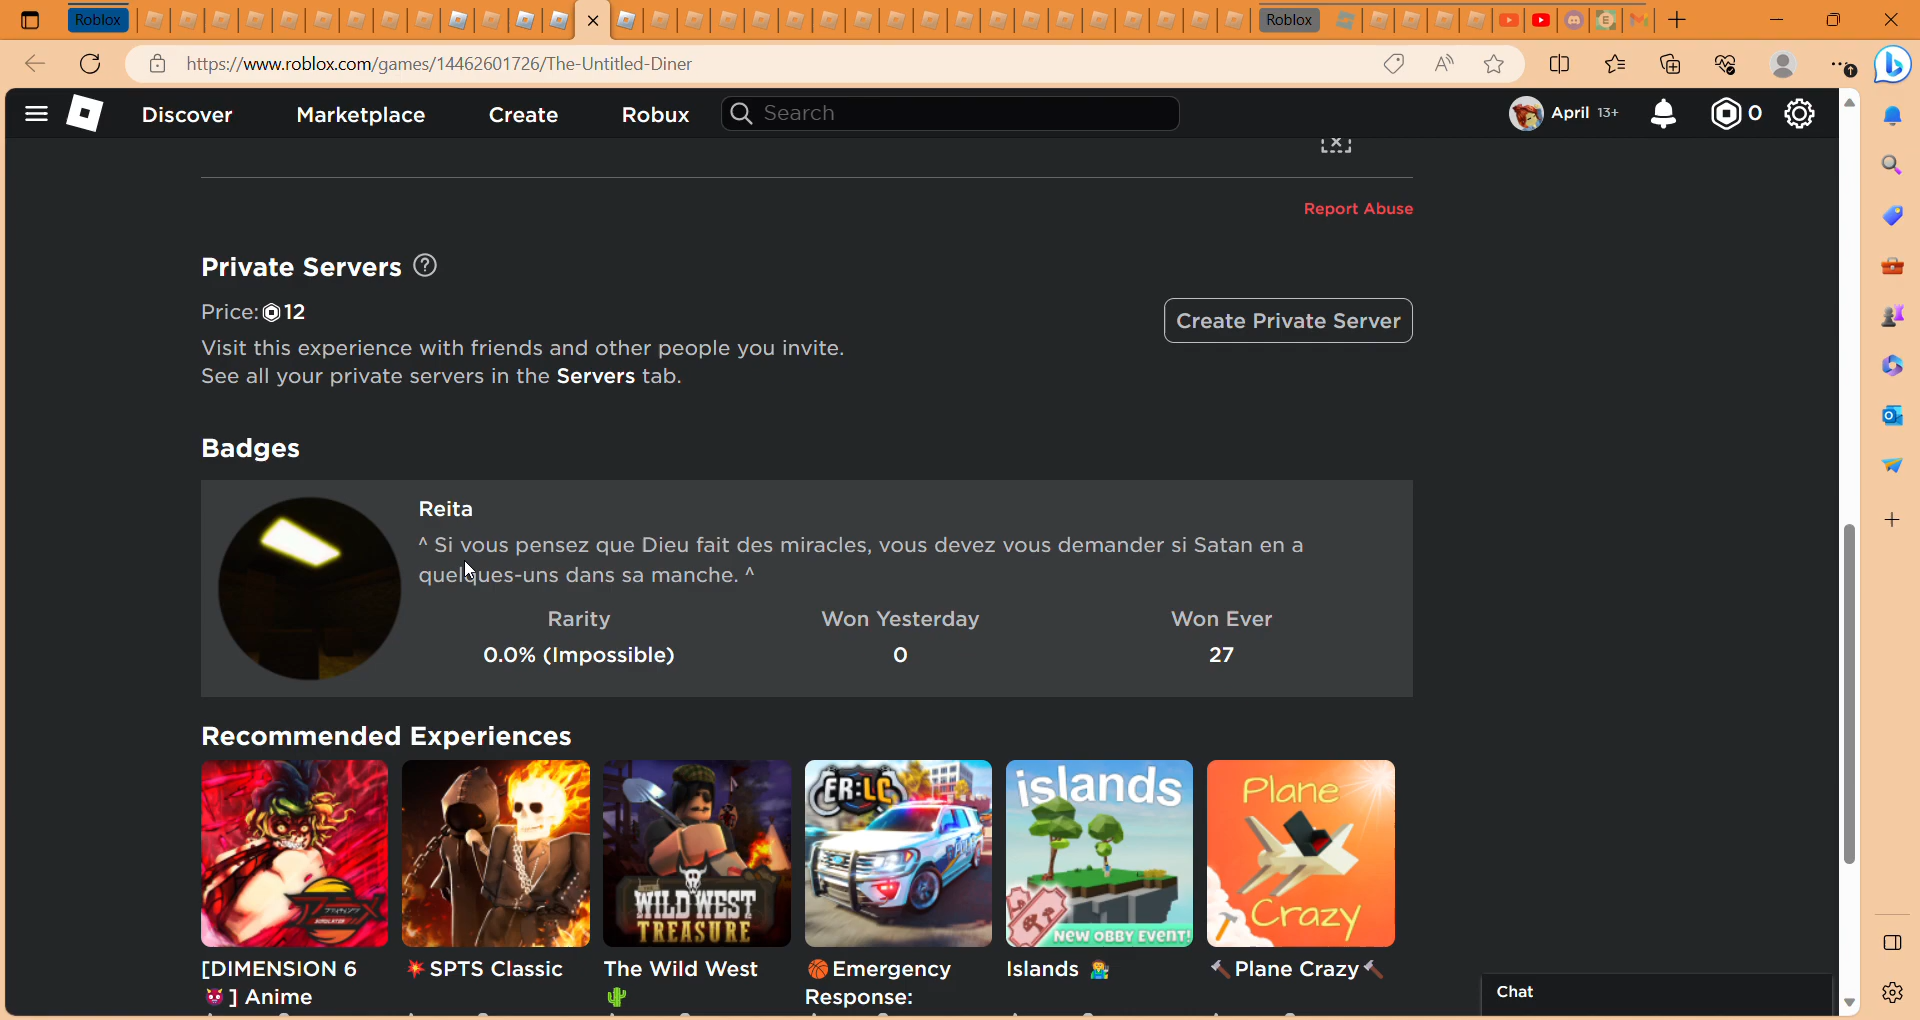 Roblox
Roblox
https://www.roblox.com/games/14462601726/The-Untitled-Diner
Discover
Marketplace
Create
Robux
Search
April 13+
0
Report Abuse
Private Servers
Price: 12
Create Private Server
Visit this experience with friends and other people you invite.
See all your private servers in the Servers tab.
Badges
Reita
^ Si vous pensez que Dieu fait des miracles, vous devez vous demander si Satan en a
quelques-uns dans sa manche. ^
Rarity
Won Yesterday
Won Ever
0.0% (Impossible)
0
27
Recommended Experiences
WILD WEST
TREASURE
ER:LC
islands
NEW OBBY EVENT!
Plane
Crazy
[DIMENSION 6
👿] Anime
💥SPTS Classic
The Wild West
🌵
🏀Emergency
Response:
Islands 👨‍🌾
🔨Plane Crazy🔨
Chat